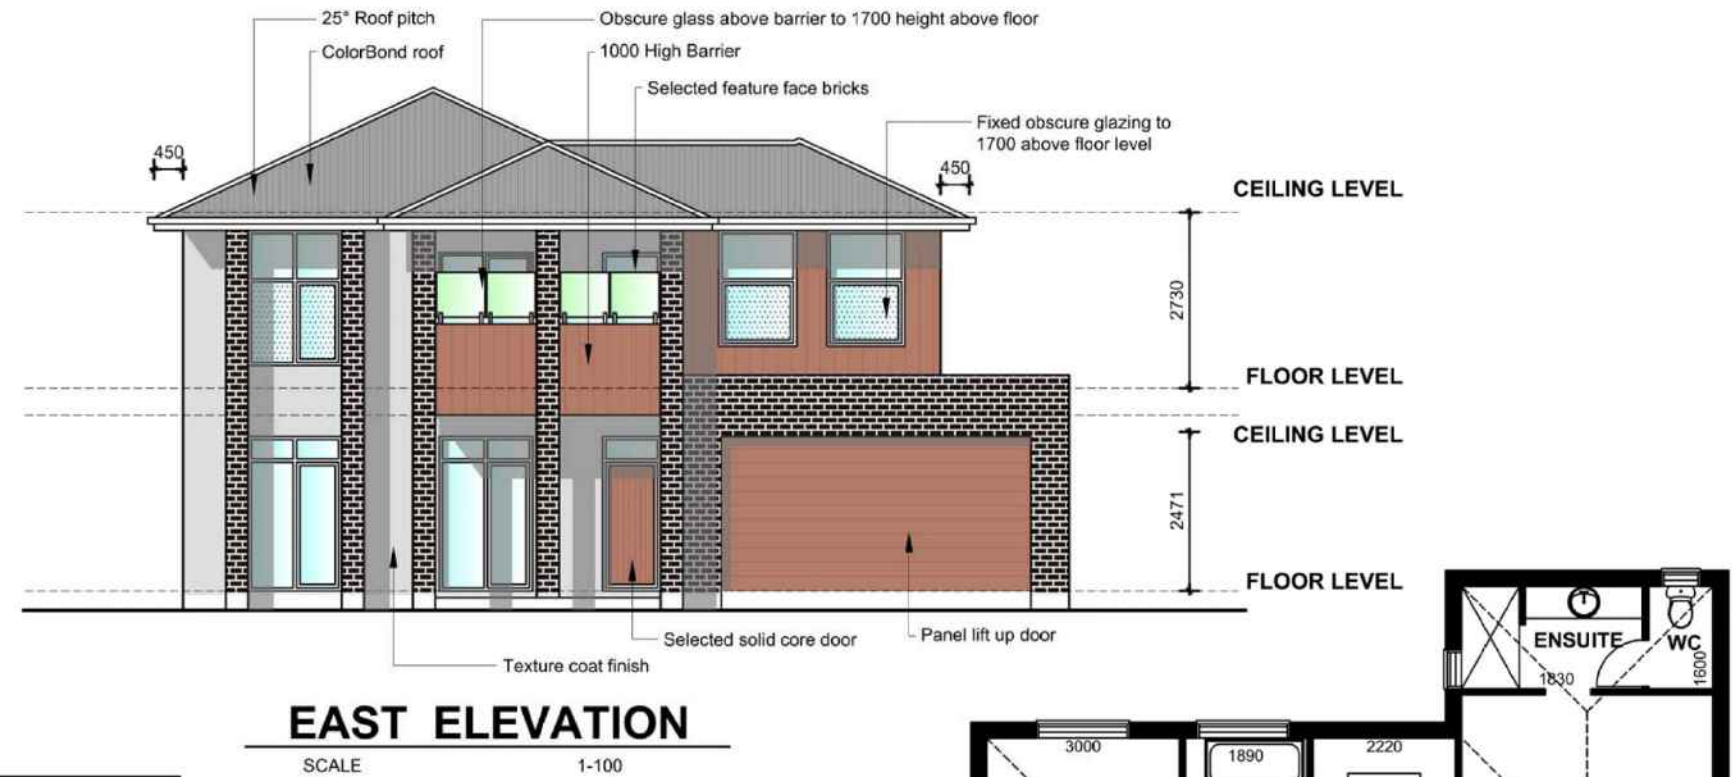 25° Roof pitch
ColorBond roof
Obscure glass above barrier to 1700 height above floor
1000 High Barrier
Selected feature face bricks
Fixed obscure glazing to
1700 above floor level
450
450
CEILING LEVEL
2730
FLOOR LEVEL
CEILING LEVEL
2471
FLOOR LEVEL
Selected solid core door
Panel lift up door
Texture coat finish
EAST ELEVATION
SCALE 1-100
ENSUITE
WC
1830
1600
3000
1890
2220